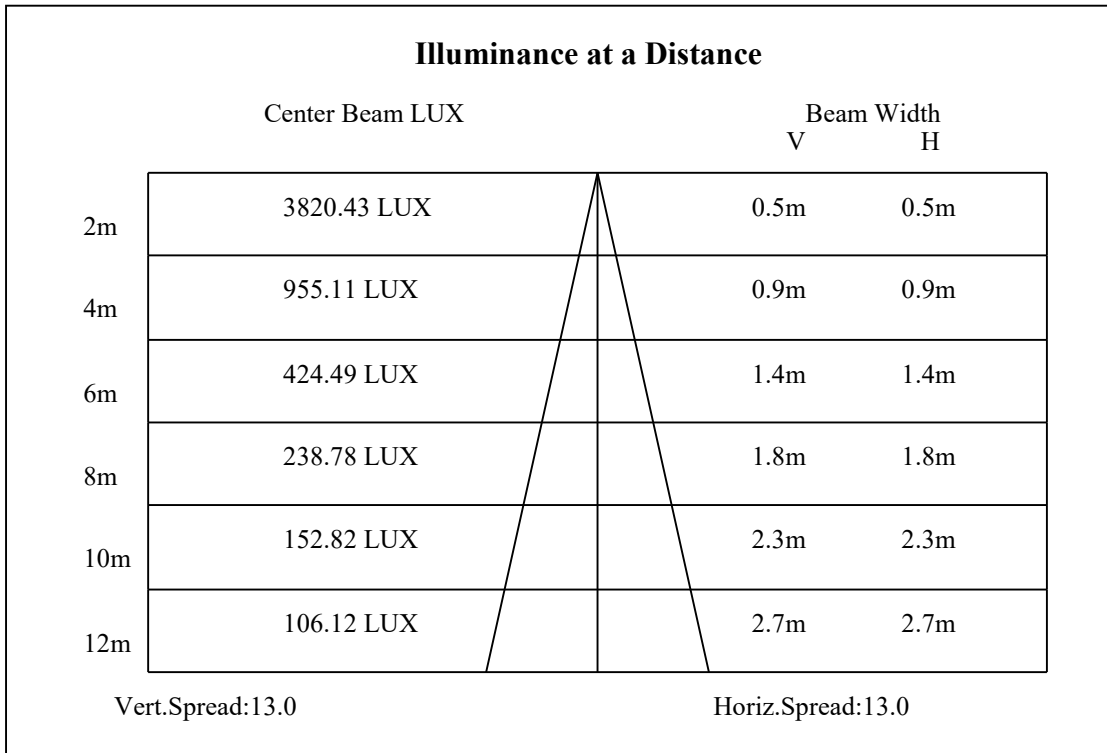 Illuminance at a Distance
Center Beam LUX Beam Width
V H
2m 3820.43 LUX 0.5m 0.5m
4m 955.11 LUX 0.9m 0.9m
6m 424.49 LUX 1.4m 1.4m
8m 238.78 LUX 1.8m 1.8m
10m 152.82 LUX 2.3m 2.3m
12m 106.12 LUX 2.7m 2.7m
Vert.Spread:13.0 Horiz.Spread:13.0